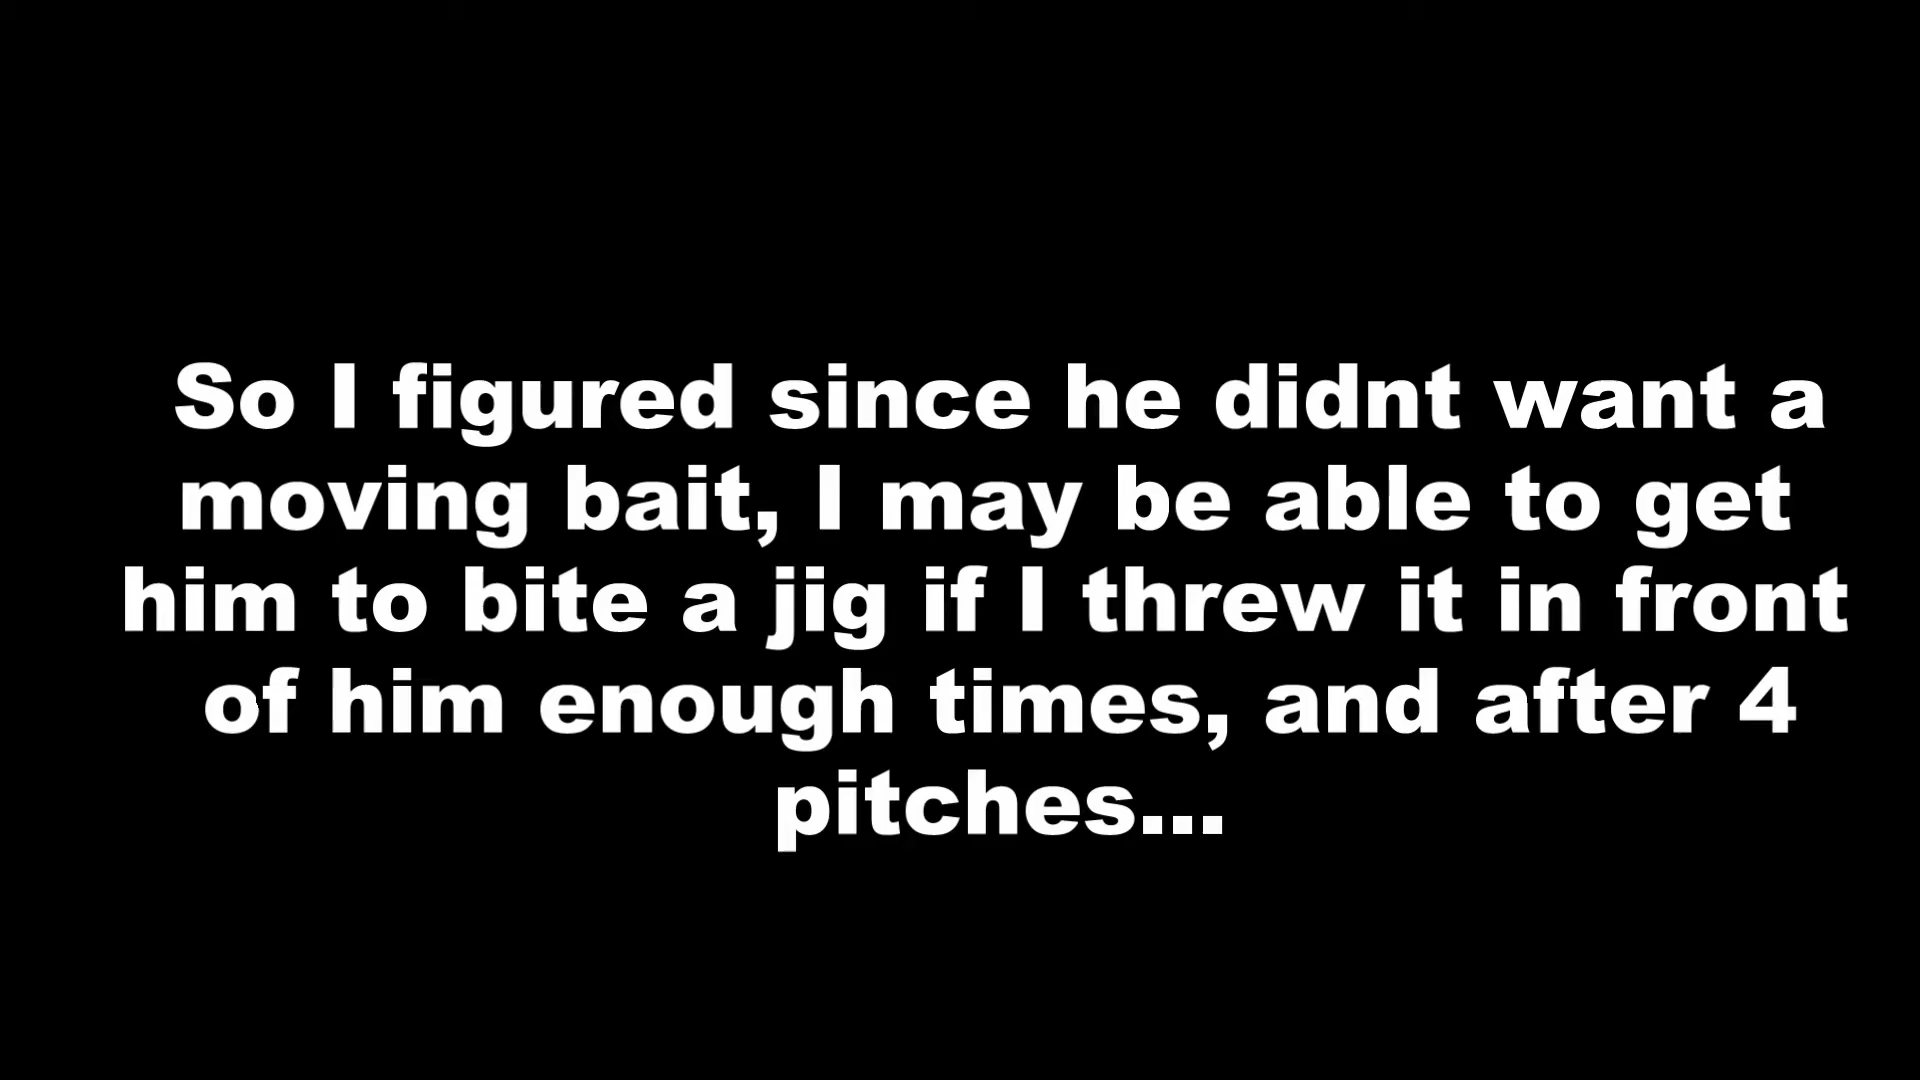 So I figured since he didnt want a
moving bait, I may be able to get
him to bite a jig if I threw it in front
of him enough times, and after 4
pitches...